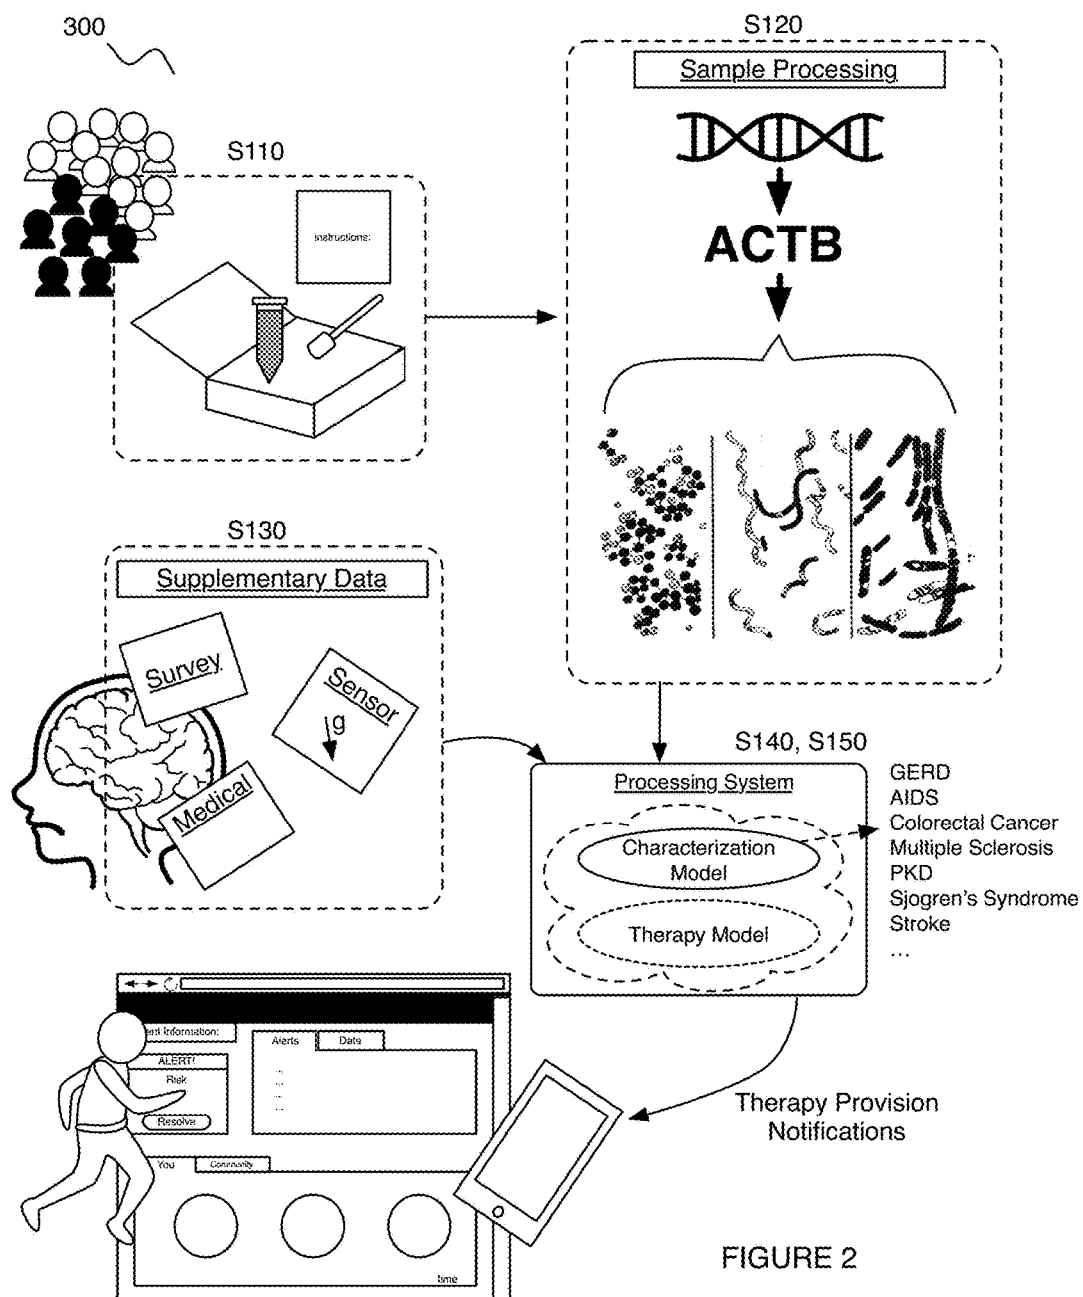 300
S120
Sample Processing
S110
instructions:
ACTB
S130
Supplementary Data
Survey
Sensor
g
Medical
S140, S150
Processing System
Characterization
Model
Therapy Model
GERD
AIDS
Colorectal Cancer
Multiple Sclerosis
PKD
Sjogren's Syndrome
Stroke
...
ent Information:
ALERT!
Risk
Resolve
Alerts
Data
...
...
...
...
You
Community
time
Therapy Provision
Notifications
FIGURE 2